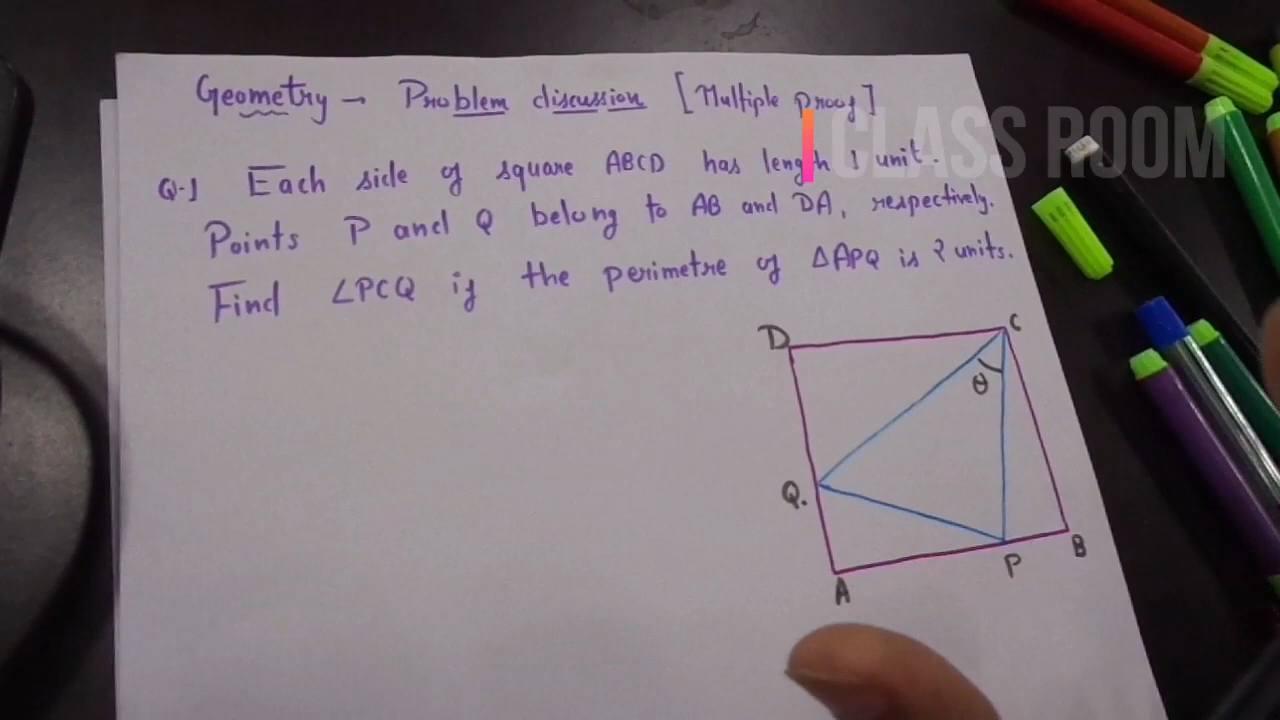 Geometry - Problem discussion [Multiple proof]
CLASS ROOM
Q-1 Each side of square ABCD has length 1 unit.
Points P and Q belong to AB and DA, respectively.
Find ∠PCQ if the perimetre of ΔAPQ is 2 units.
D
C
θ
Q.
B
P
A